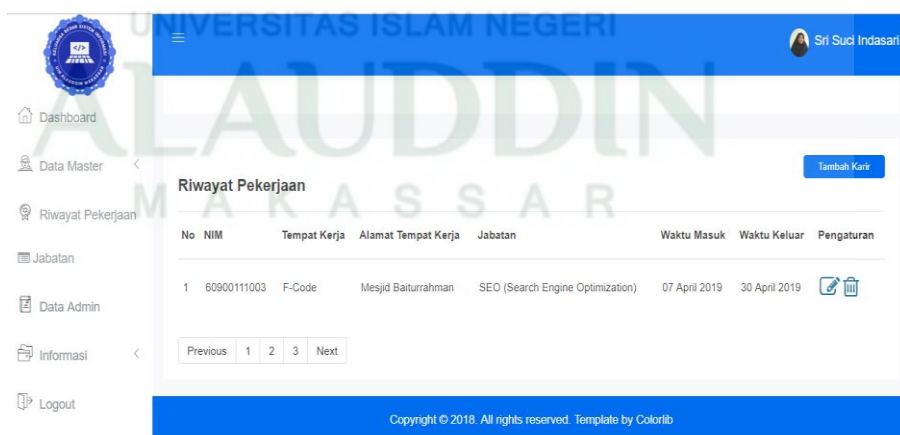 UNIVERSITAS ISLAM NEGERI
ALAUDDIN
MAKASSAR
Sri Suci Indasari
Dashboard
Data Master
Riwayat Pekerjaan
Jabatan
Data Admin
Informasi
Logout
Tambah Karir
Riwayat Pekerjaan
No NIM Tempat Kerja Alamat Tempat Kerja Jabatan Waktu Masuk Waktu Keluar Pengaturan
1 60900111003 F-Code Mesjid Baiturrahman SEO (Search Engine Optimization) 07 April 2019 30 April 2019
Previous 1 2 3 Next
Copyright © 2018. All rights reserved. Template by Colorlib